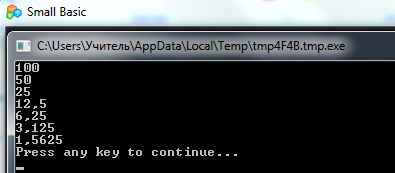 Small Basic
C:\Users\Учитель\AppData\Local\Temp\tmp4F4B.tmp.exe
100
50
25
12,5
6,25
3,125
1,5625
Press any key to continue...